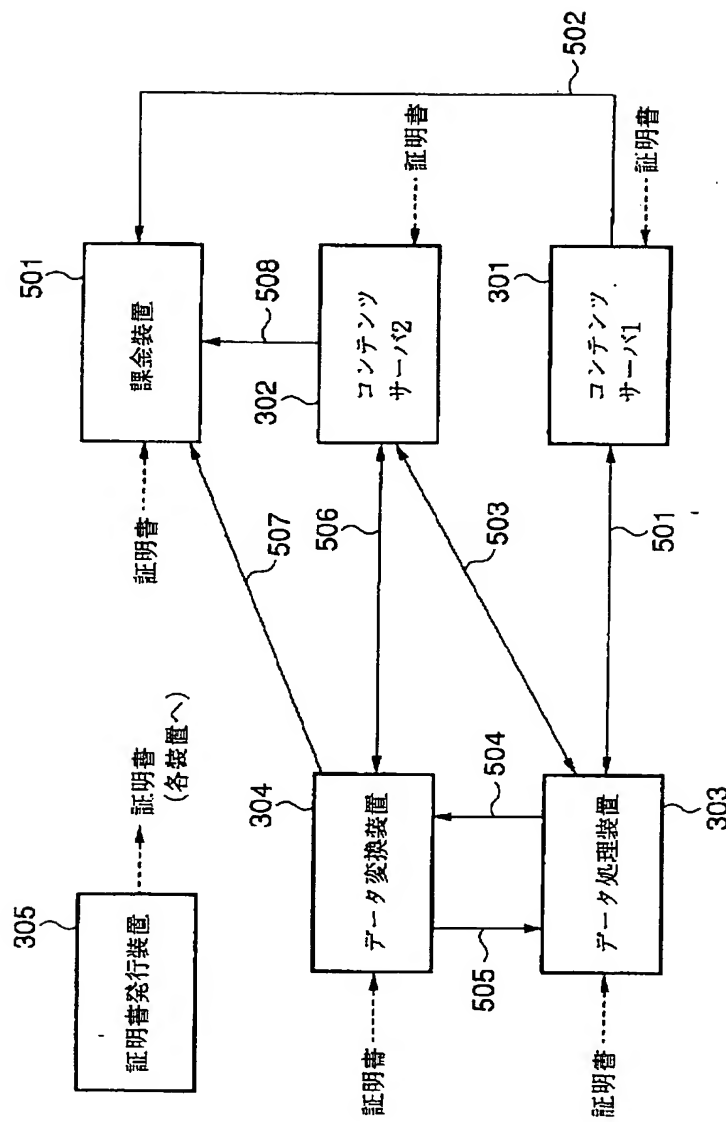 305
証明書発行装置
証明書
(各装置へ)
証明書
501
課金装置
502
507
508
304
データ変換装置
証明書
506
302
コンテンツ
サーバ2
証明書
505
504
503
証明書
データ処理装置
303
501
301
コンテンツ
サーバ1
証明書